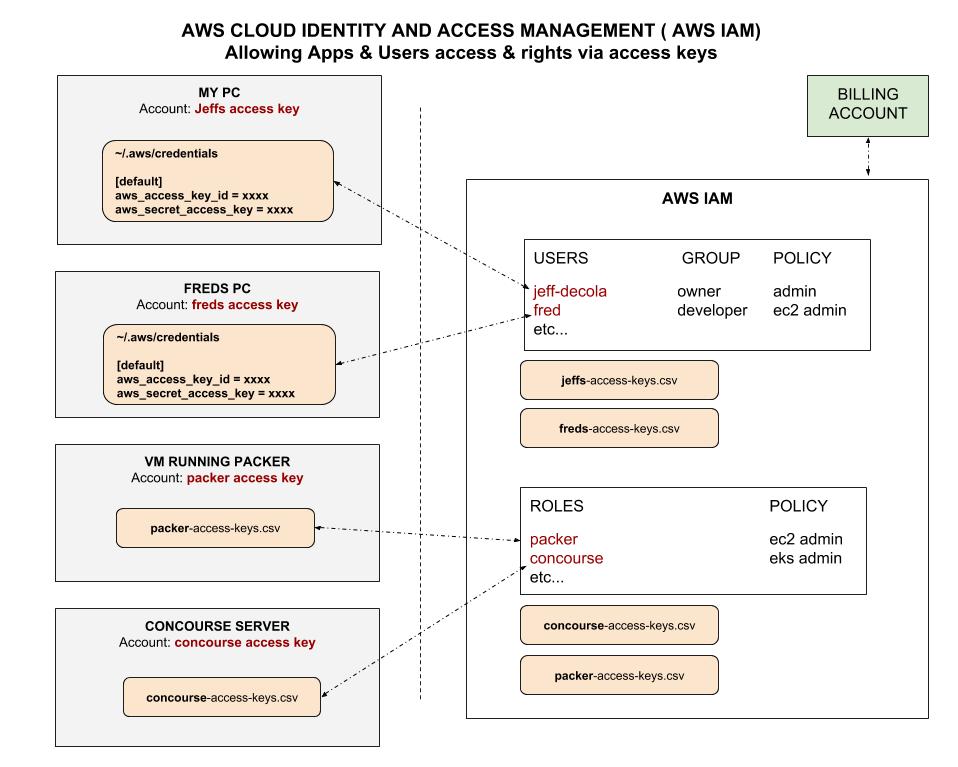 AWS CLOUD IDENTITY AND ACCESS MANAGEMENT ( AWS IAM)
Allowing Apps & Users access & rights via access keys
MY PC
Account: Jeffs access key
~/.aws/credentials
[default]
aws_access_key_id = xxxx
aws_secret_access_key = xxxx
FREDS PC
Account: freds access key
~/.aws/credentials
[default]
aws_access_key_id = xxxx
aws_secret_access_key = xxxx
VM RUNNING PACKER
Account: packer access key
packer-access-keys.csv
CONCOURSE SERVER
Account: concourse access key
concourse-access-keys.csv
BILLING
ACCOUNT
AWS IAM
USERS GROUP POLICY
jeff-decola owner admin
fred developer ec2 admin
etc...
jeffs-access-keys.csv
freds-access-keys.csv
ROLES POLICY
packer ec2 admin
concourse eks admin
etc...
concourse-access-keys.csv
packer-access-keys.csv